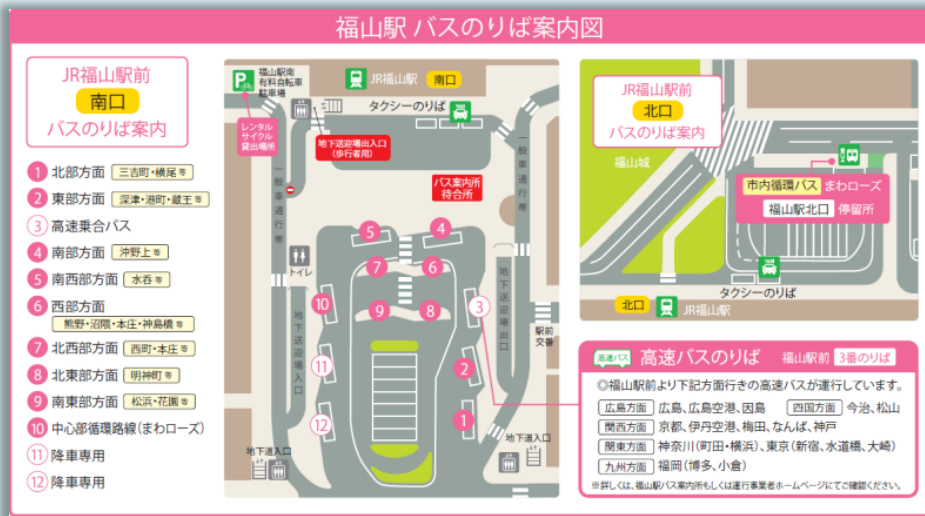 福山駅 バスのりば案内図
JR福山駅前
南口
バスのりば案内
1 北部方面 三吉町・横尾等
2 東部方面 深津・港町・蔵王等
3 高速乗合バス
4 南部方面 沖野上等
5 南西部方面 水呑等
6 西部方面
熊野・沼隈・本庄・神島橋等
7 北西部方面 西町・本庄等
8 北東部方面 明神町等
9 南東部方面 松浜・花園等
10 中心部循環路線(まわローズ)
11 降車専用
12 降車専用
福山駅南
有料自転車
駐車場
レンタル
サイクル
貸出場所
JR福山駅 南口
タクシーのりば
TAXI
地下送迎場出入口
(歩行者用)
一般車通行帯
一般車通行帯
バス案内所
待合所
トイレ
5
4
7
6
10
9
8
3
11
2
12
1
地下送迎場入口
地下送迎場出口
駅前
交番
地下道入口
地下道入口
JR福山駅前
北口
バスのりば案内
福山城
市内循環バス まわローズ
福山駅北口 停留所
TAXI
タクシーのりば
北口 JR福山駅
高速バス 高速バスのりば 福山駅前 3番のりば
◎福山駅前より下記方面行きの高速バスが運行しています。
広島方面 広島、広島空港、因島 四国方面 今治、松山
関西方面 京都、伊丹空港、梅田、なんば、神戸
関東方面 神奈川(町田・横浜)、東京(新宿、水道橋、大崎)
九州方面 福岡(博多、小倉)
※詳しくは、福山駅バス案内所もしくは運行事業者ホームページにてご確認ください。